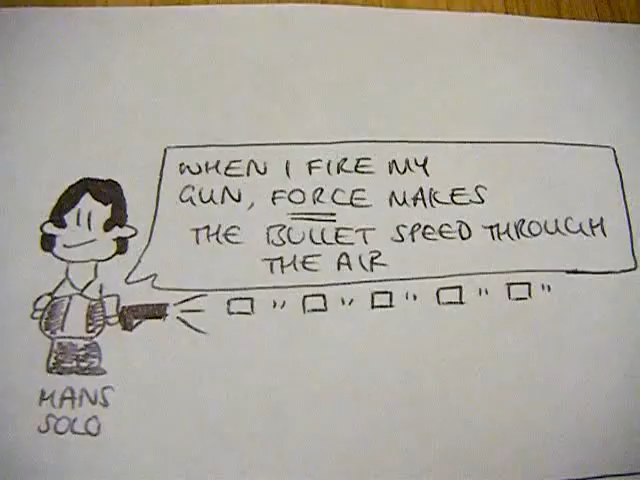 WHEN I FIRE MY
GUN, FORCE MAKES
THE BULLET SPEED THROUGH
THE AIR
MANS
SOLO